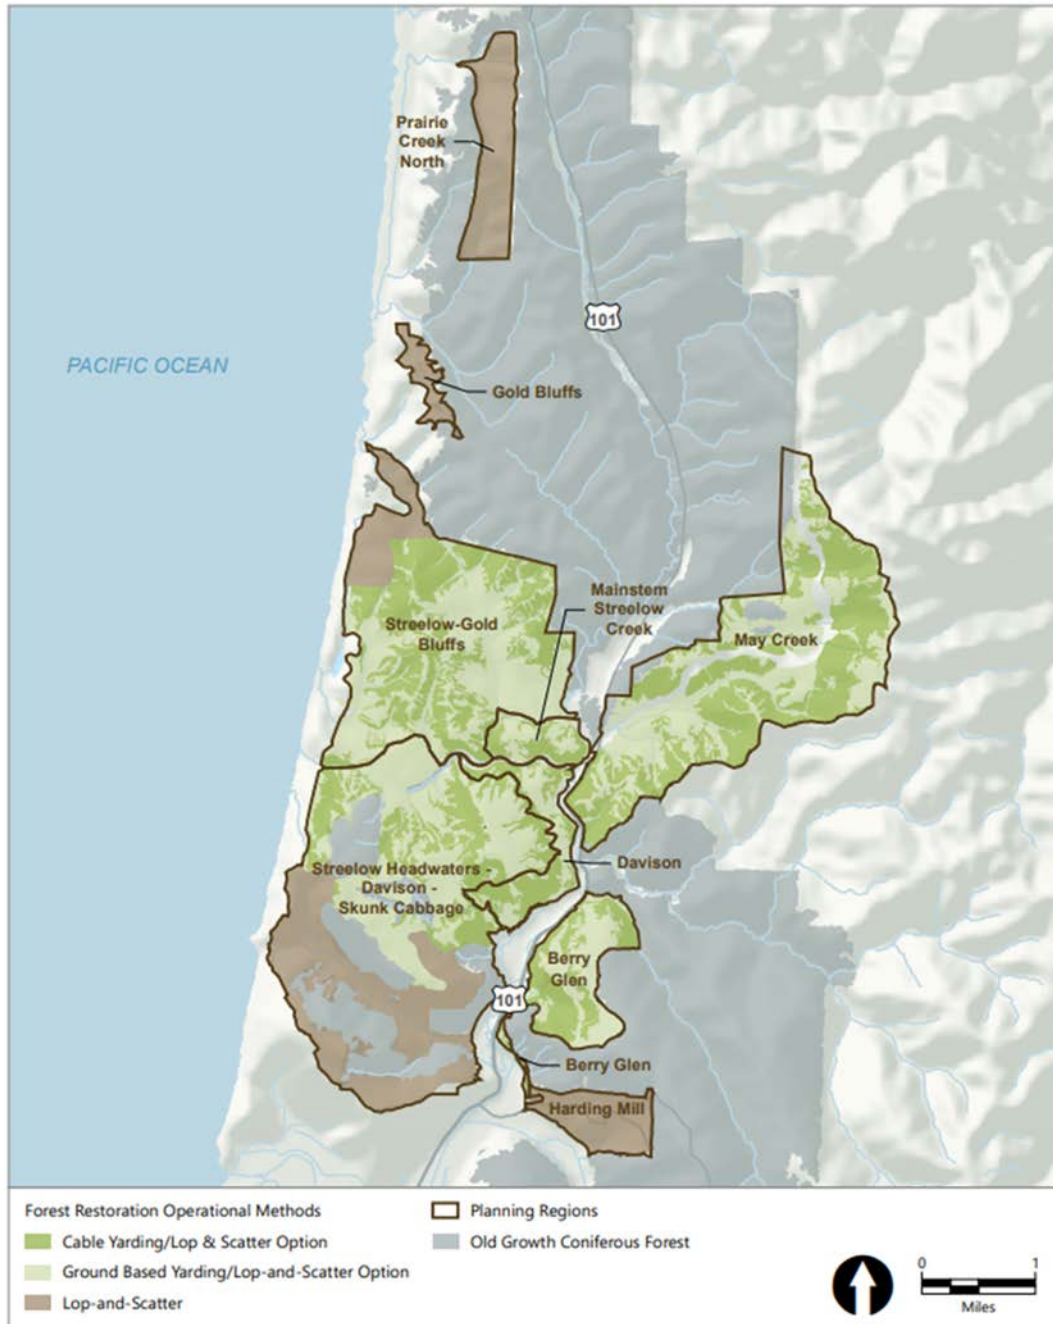 Prairie
Creek
North
101
PACIFIC OCEAN
Gold Bluffs
Mainstem
Streelow
Creek
Streelow-Gold
Bluffs
May Creek
Davison
Streelow Headwaters -
Davison -
Skunk Cabbage
Berry
Glen
101
Berry Glen
Harding Mill
Forest Restoration Operational Methods
Cable Yarding/Lop & Scatter Option
Ground Based Yarding/Lop-and-Scatter Option
Lop-and-Scatter
Planning Regions
Old Growth Coniferous Forest
0 1
Miles